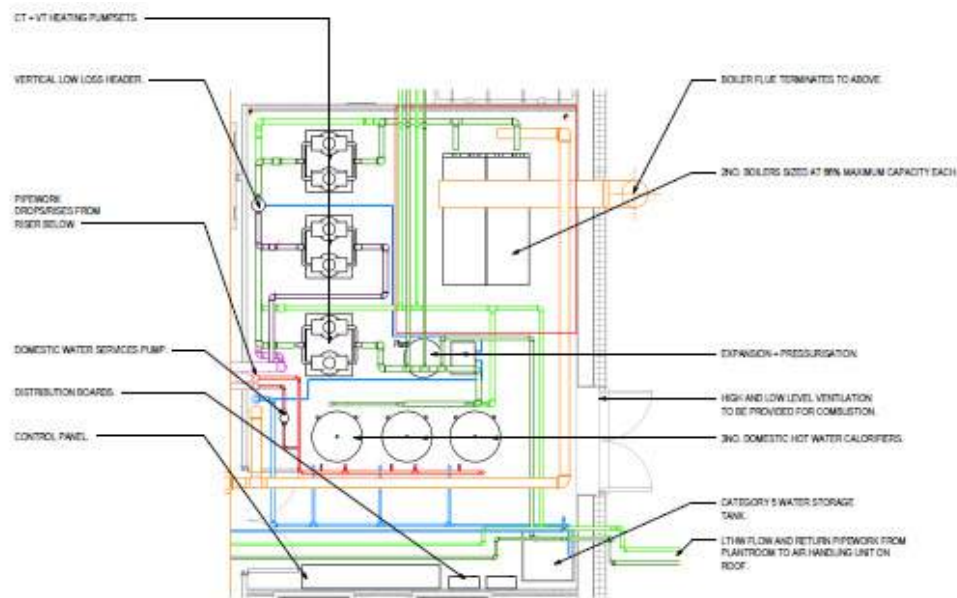 CT + VT HEATING PUMPSETS.
VERTICAL LOW LOSS HEADER.
PIPEWORK
DROPS/RISES FROM
RISER BELOW
DOMESTIC WATER SERVICES PUMP.
DISTRIBUTION BOARDS.
CONTROL PANEL
BOILER FLUE TERMINATES TO ABOVE.
2NO. BOILERS SIZED AT 66% MAXIMUM CAPACITY EACH.
EXPANSION + PRESSURISATION.
HIGH AND LOW LEVEL VENTILATION
TO BE PROVIDED FOR COMBUSTION.
3NO. DOMESTIC HOT WATER CALORIFIERS.
CATEGORY 5 WATER STORAGE
TANK.
LTHW FLOW AND RETURN PIPEWORK FROM
PLANTROOM TO AIR HANDLING UNIT ON
ROOF.